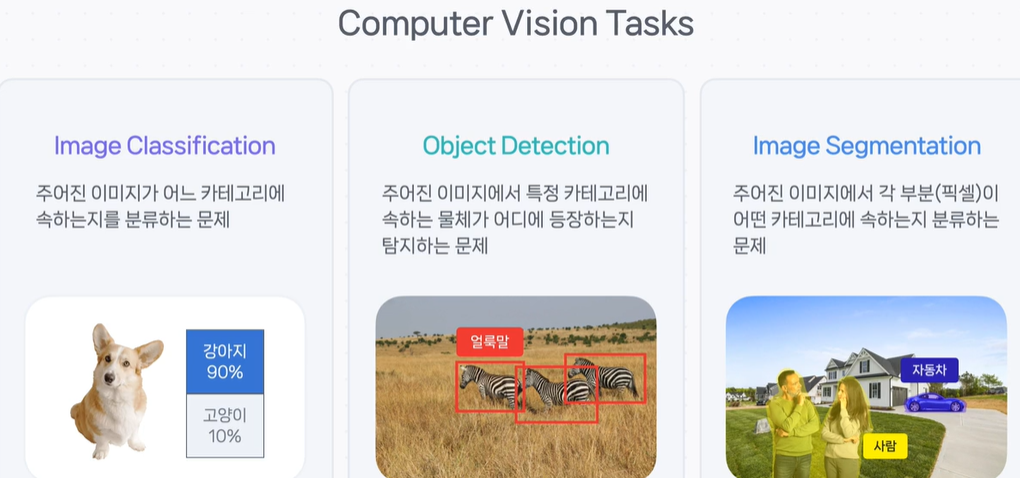 Computer Vision Tasks
Image Classification
주어진 이미지가 어느 카테고리에
속하는지를 분류하는 문제
강아지
90%
고양이
10%
Object Detection
주어진 이미지에서 특정 카테고리에
속하는 물체가 어디에 등장하는지
탐지하는 문제
얼룩말
Image Segmentation
주어진 이미지에서 각 부분(픽셀)이
어떤 카테고리에 속하는지 분류하는
문제
자동차
사람